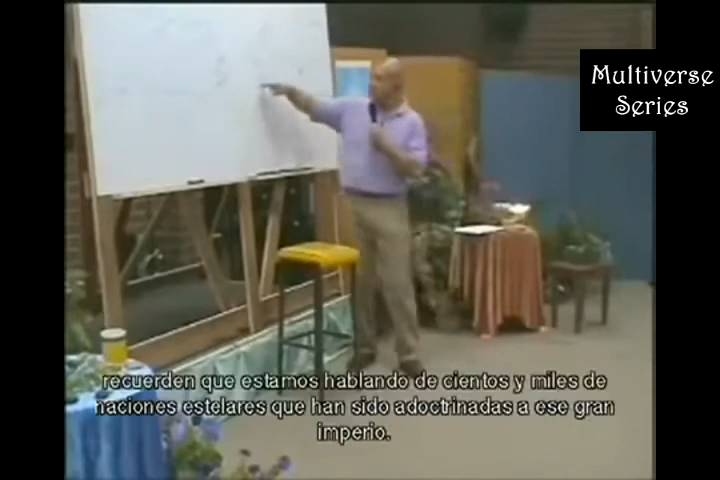 Multiverse
Series
recuerden que estamos hablando de cientos y miles de
naciones estelares que han sido adoctrinadas a ese gran
imperio.